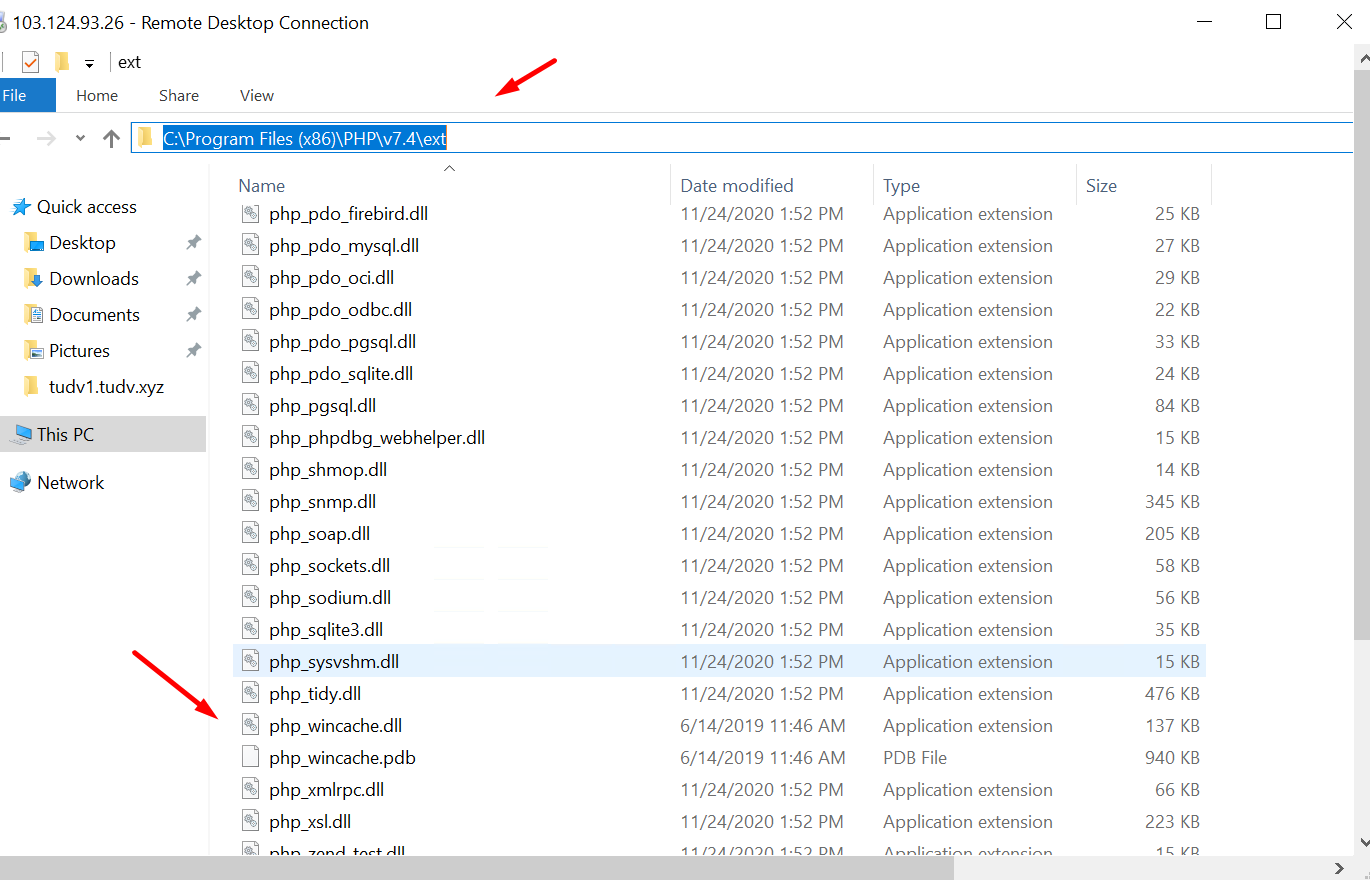 103.124.93.26 - Remote Desktop Connection
ext
File Home Share View
C:\Program Files (x86)\PHP\v7.4\ext
Name Date modified Type Size
Quick access
Desktop
Downloads
Documents
Pictures
tudv1.tudv.xyz
This PC
Network
php_pdo_firebird.dll 11/24/2020 1:52 PM Application extension 25 KB
php_pdo_mysql.dll 11/24/2020 1:52 PM Application extension 27 KB
php_pdo_oci.dll 11/24/2020 1:52 PM Application extension 29 KB
php_pdo_odbc.dll 11/24/2020 1:52 PM Application extension 22 KB
php_pdo_pgsql.dll 11/24/2020 1:52 PM Application extension 33 KB
php_pdo_sqlite.dll 11/24/2020 1:52 PM Application extension 24 KB
php_pgsql.dll 11/24/2020 1:52 PM Application extension 84 KB
php_phpdbg_webhelper.dll 11/24/2020 1:52 PM Application extension 15 KB
php_shmop.dll 11/24/2020 1:52 PM Application extension 14 KB
php_snmp.dll 11/24/2020 1:52 PM Application extension 345 KB
php_soap.dll 11/24/2020 1:52 PM Application extension 205 KB
php_sockets.dll 11/24/2020 1:52 PM Application extension 58 KB
php_sodium.dll 11/24/2020 1:52 PM Application extension 56 KB
php_sqlite3.dll 11/24/2020 1:52 PM Application extension 35 KB
php_sysvshm.dll 11/24/2020 1:52 PM Application extension 15 KB
php_tidy.dll 11/24/2020 1:52 PM Application extension 476 KB
php_wincache.dll 6/14/2019 11:46 AM Application extension 137 KB
php_wincache.pdb 6/14/2019 11:46 AM PDB File 940 KB
php_xmlrpc.dll 11/24/2020 1:52 PM Application extension 66 KB
php_xsl.dll 11/24/2020 1:52 PM Application extension 223 KB
php_zend_test.dll 11/24/2020 1:52 PM Application extension 15 KB